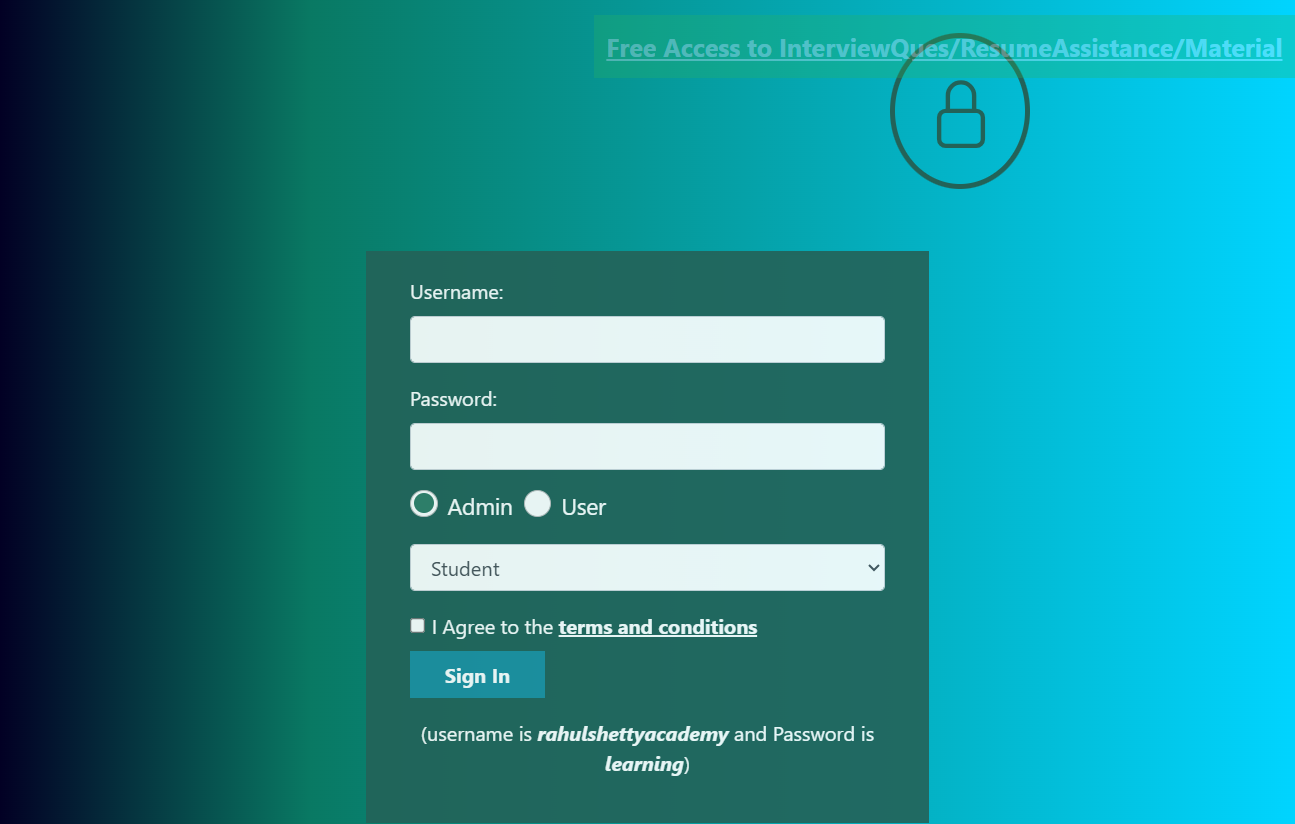 Free Access to InterviewQues/ResumeAssistance/Material
Username:
Password:
Admin User
Student
I Agree to the terms and conditions
Sign In
(username is rahulshettyacademy and Password is
learning)